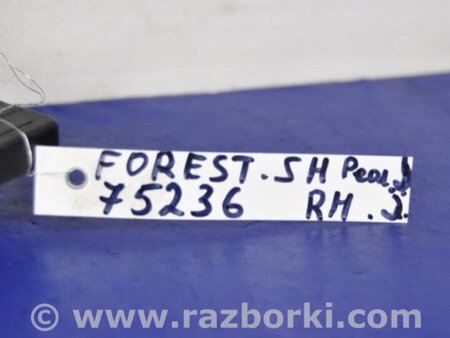 FOREST. SH
75236 RH.
© www.razborki.com